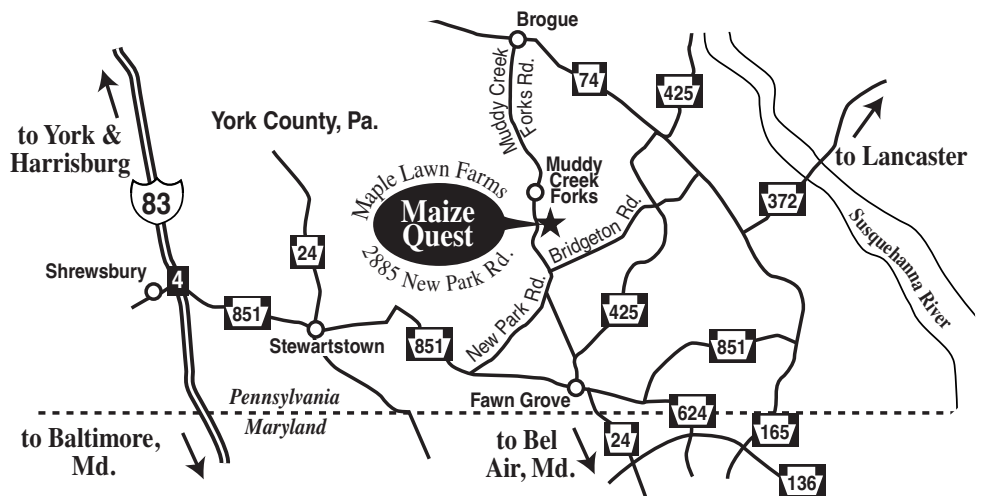 Brogue
Muddy Creek
Forks Rd.
74
425
to York &
Harrisburg
York County, Pa.
to Lancaster
Maple Lawn Farms
Maize
Quest
2885 New Park Rd.
Muddy
Creek
Forks
372
83
Bridgeton Rd.
Susquehanna River
24
Shrewsbury
4
851
Stewartstown
851
New Park Rd.
425
851
Fawn Grove
624
Pennsylvania
Maryland
to Baltimore,
Md.
to Bel
Air, Md.
24
165
136